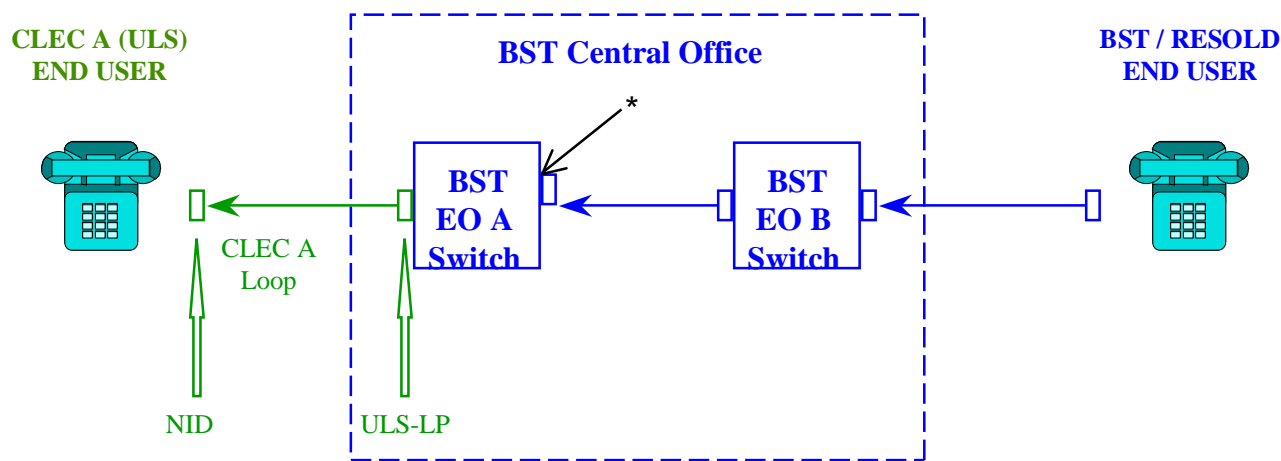 CLEC A (ULS)
END USER
BST Central Office
BST / RESOLD
END USER
*
BST
EO A
Switch
BST
EO B
Switch
CLEC A
Loop
NID
ULS-LP